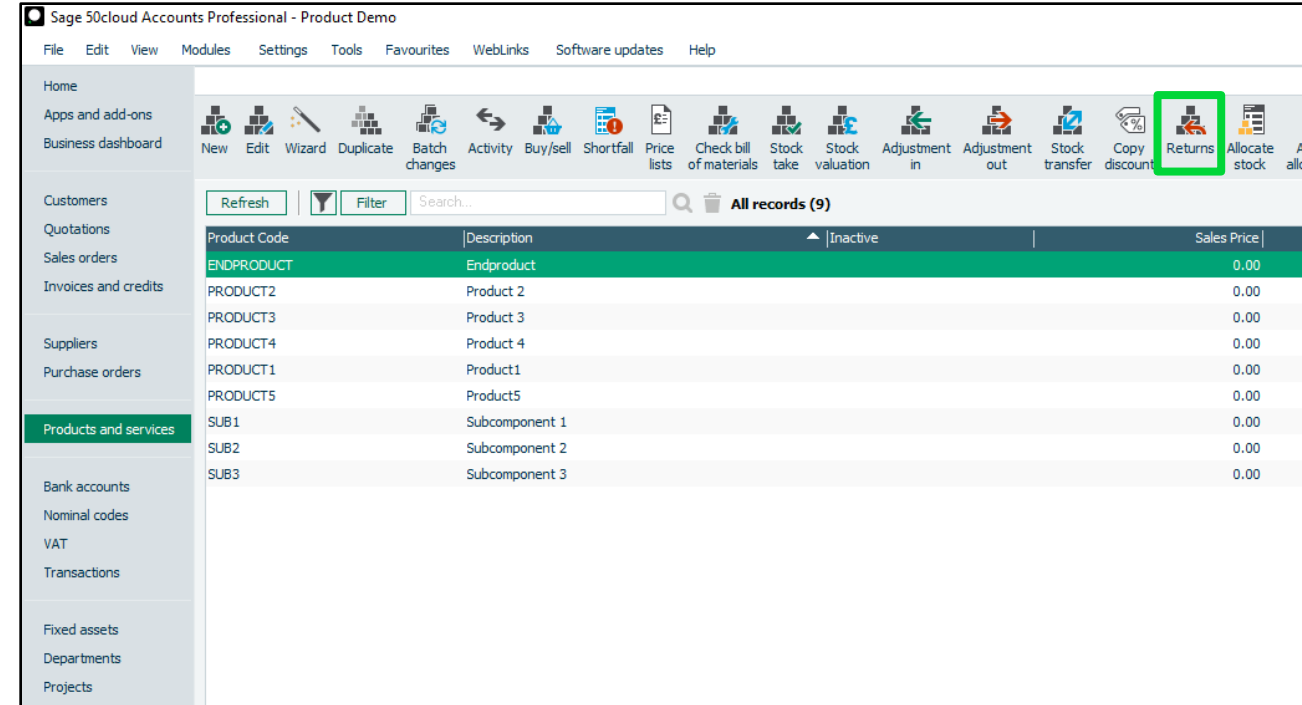 Sage 50cloud Accounts Professional - Product Demo
File Edit View Modules Settings Tools Favourites WebLinks Software updates Help
Home
Apps and add-ons
Business dashboard
Customers
Quotations
Sales orders
Invoices and credits
Suppliers
Purchase orders
Products and services
Bank accounts
Nominal codes
VAT
Transactions
Fixed assets
Departments
Projects
New Edit Wizard Duplicate Batch Activity Buy/sell Shortfall Price Check bill Stock Stock Adjustment Adjustment Stock Copy Returns Allocate
changes lists of materials take valuation in out transfer discount stock
Refresh Filter Search... All records (9)
Product Code Description Inactive Sales Price
ENDPRODUCT Endproduct 0.00
PRODUCT2 Product 2 0.00
PRODUCT3 Product 3 0.00
PRODUCT4 Product 4 0.00
PRODUCT1 Product1 0.00
PRODUCT5 Product5 0.00
SUB1 Subcomponent 1 0.00
SUB2 Subcomponent 2 0.00
SUB3 Subcomponent 3 0.00